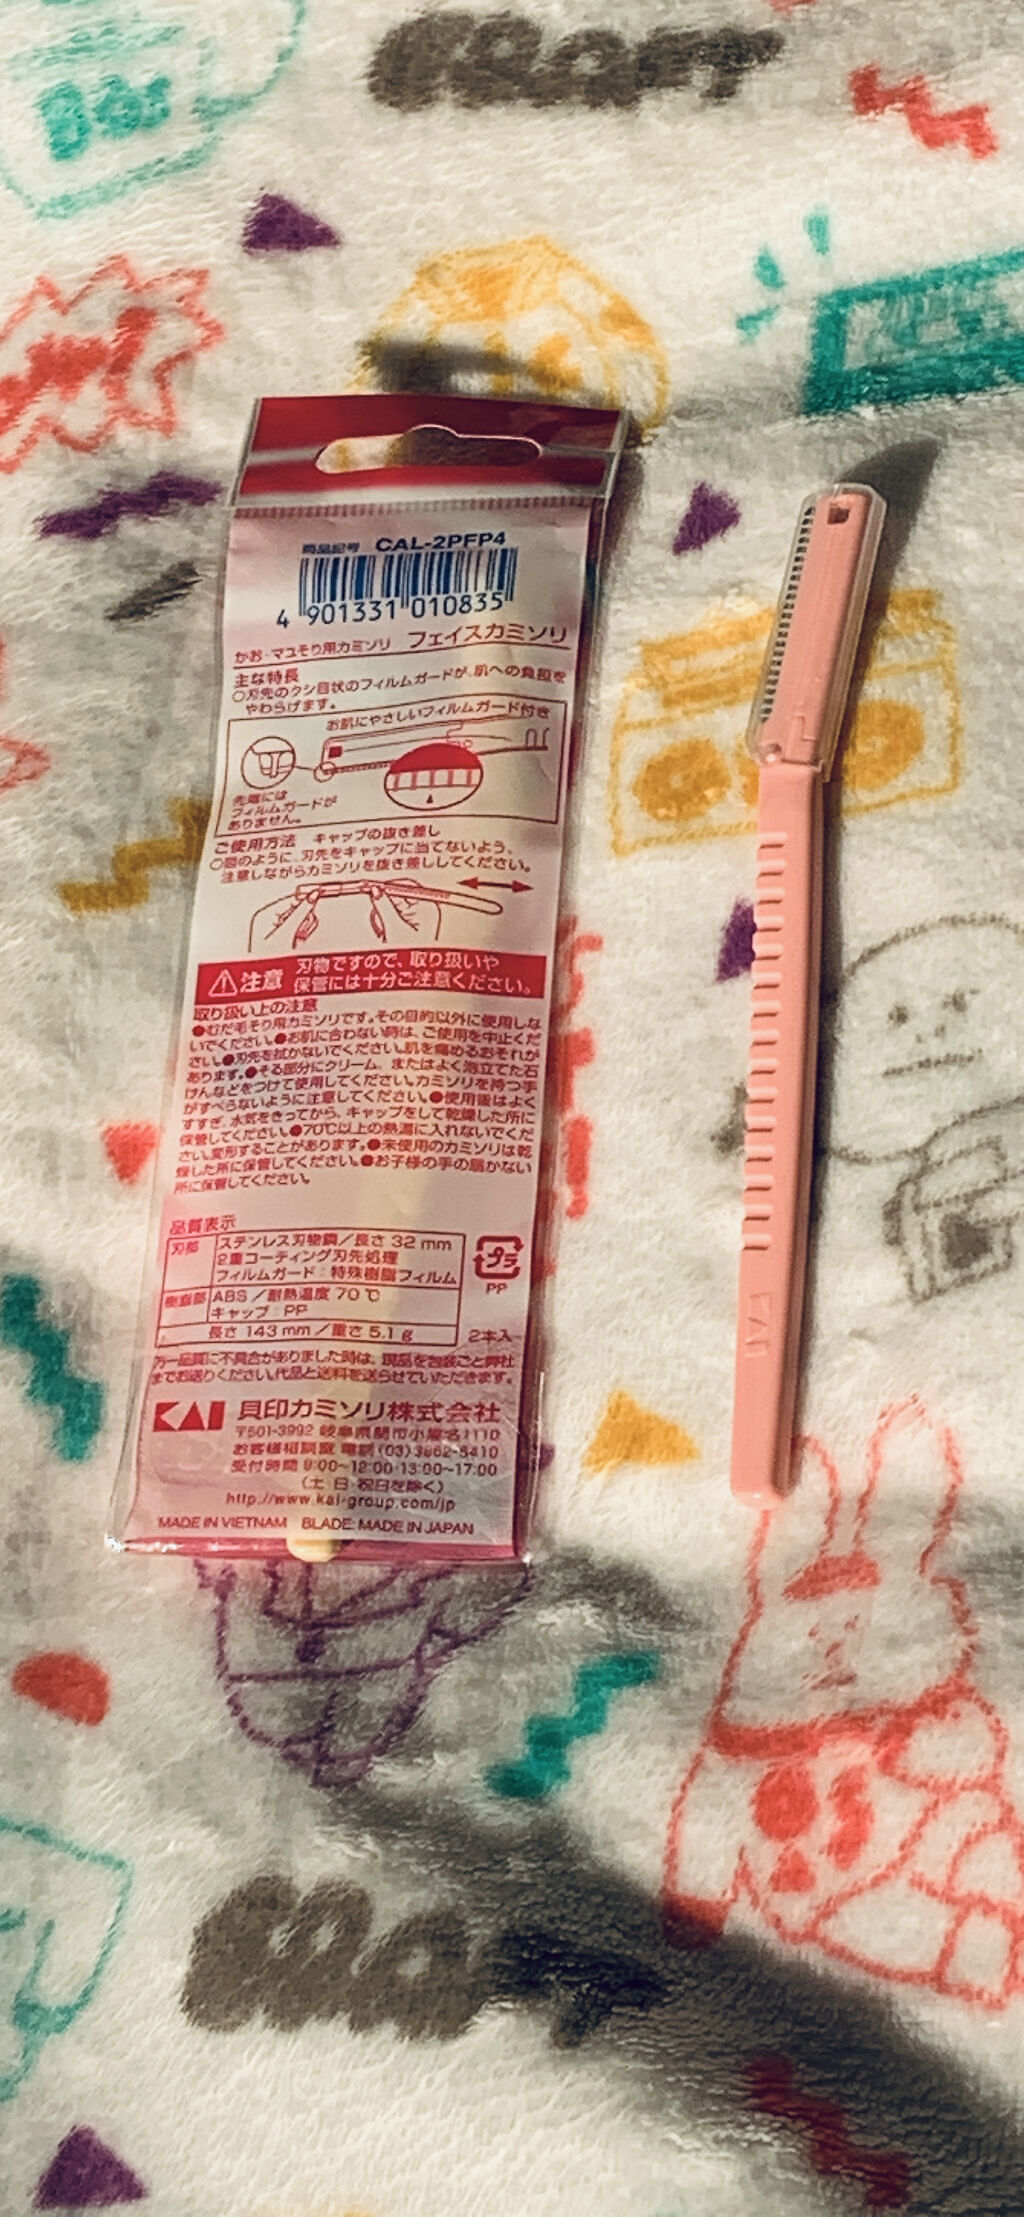 商品記号 CAL-2PFP4
4 901331 010835
かお・マユそり用カミソリ フェイスカミソリ
主な特長
○刃先のクシ目状のフィルムガードが、肌への負担を
やわらげます。
お肌にやさしいフィルムガード付き
先端には
フィルムガードが
ありません。
ご使用方法 キャップの抜き差し
○図のように、刃先をキャップに当てないよう、
注意しながらカミソリを抜き差ししてください。
⚠注意 刃物ですので、取り扱いや
保管には十分ご注意ください。
取り扱い上の注意
●むだ毛そり用カミソリです。その目的以外に使用しな
いでください。●お肌に合わない時は、ご使用を中止くだ
さい。●刃先を拭かないでください。肌を痛めるおそれが
あります。●そる部分にクリーム、またはよく泡立てた石
けんなどをつけて使用してください。カミソリを持つ手
がすべらないように注意してください。●使用後はよく
すすぎ、水気をきってから、キャップをして乾燥した所に
保管してください。●70℃以上の熱湯に入れないでくだ
さい。変形することがあります。●未使用のカミソリは乾
燥した所に保管してください。●お子様の手の届かない
所に保管してください。
品質表示
刃部 ステンレス刃物鋼/長さ 32 mm
2重コーティング刃先処理
フィルムガード:特殊樹脂フィルム
樹脂部 ABS/耐熱温度 70℃
キャップ:PP
長さ 143 mm/重さ 5.1 g
プラ
PP
2本入
万一品質に不具合がありました時は、現品を包装ごと弊社
までお送りください。代品と送料を送らせていただきます。
KAI 貝印カミソリ株式会社
〒501-3992 岐阜県関市小屋名1110
お客様相談室 電話(03)3862-6410
受付時間 9:00~12:00・13:00~17:00
(土・日・祝日を除く)
http://www.kai-group.com/jp
MADE IN VIETNAM BLADE: MADE IN JAPAN
KAI